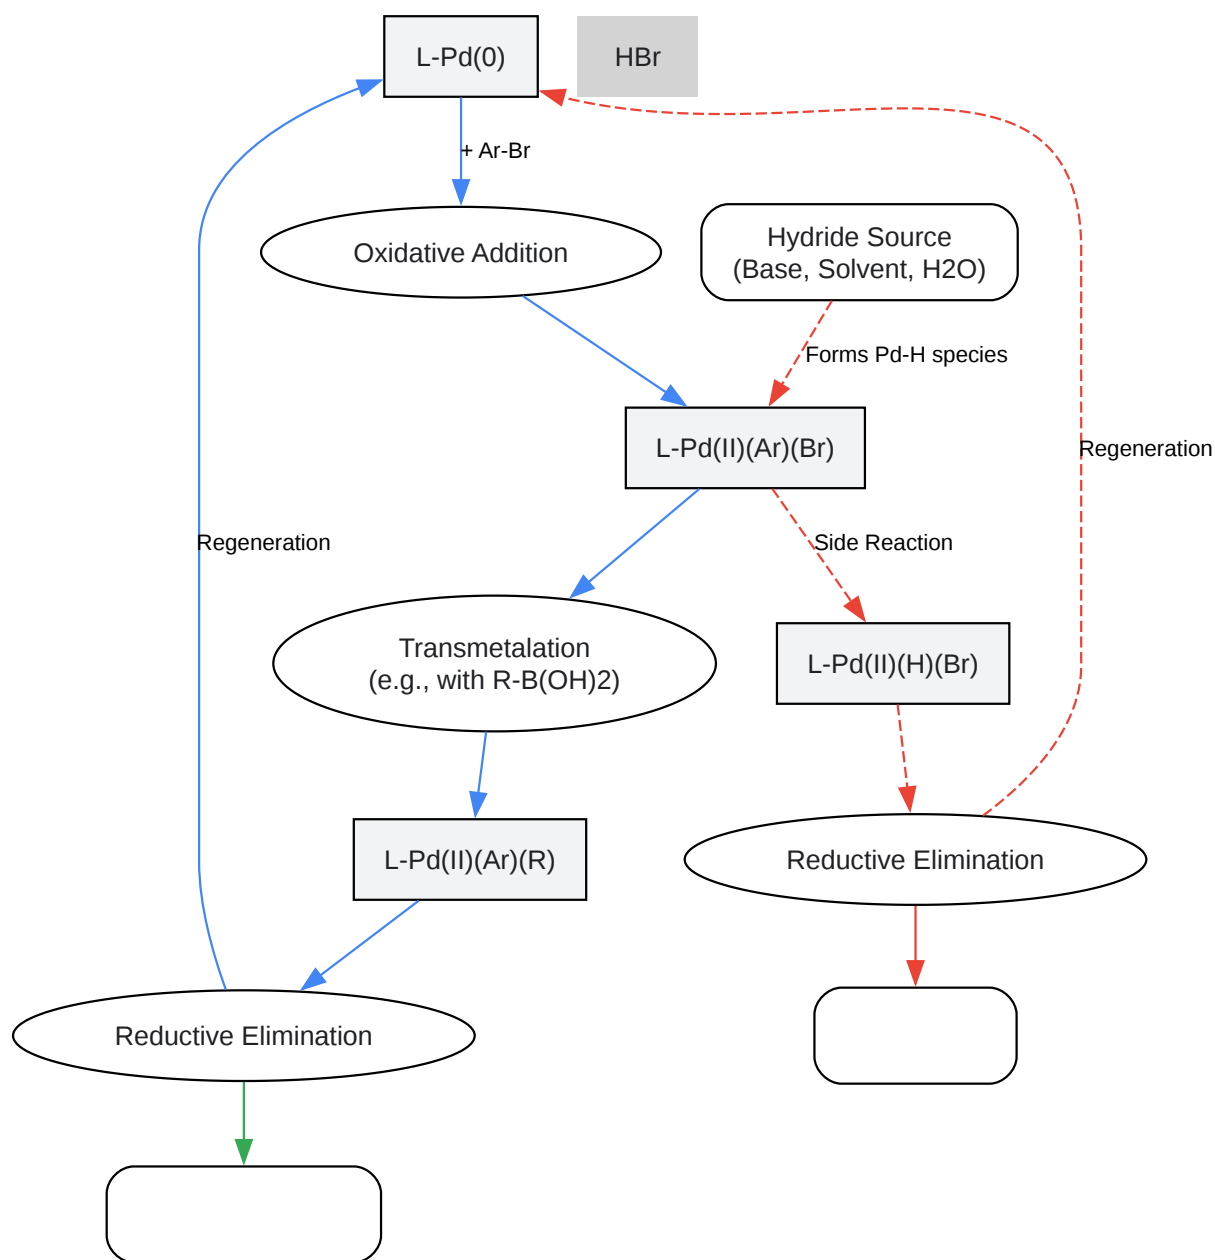 L-Pd(0)
HBr
+ Ar-Br
Oxidative Addition
Hydride Source
(Base, Solvent, H2O)
Forms Pd-H species
L-Pd(II)(Ar)(Br)
Regeneration
Regeneration
Side Reaction
Transmetalation
(e.g., with R-B(OH)2)
L-Pd(II)(H)(Br)
L-Pd(II)(Ar)(R)
Reductive Elimination
Reductive Elimination